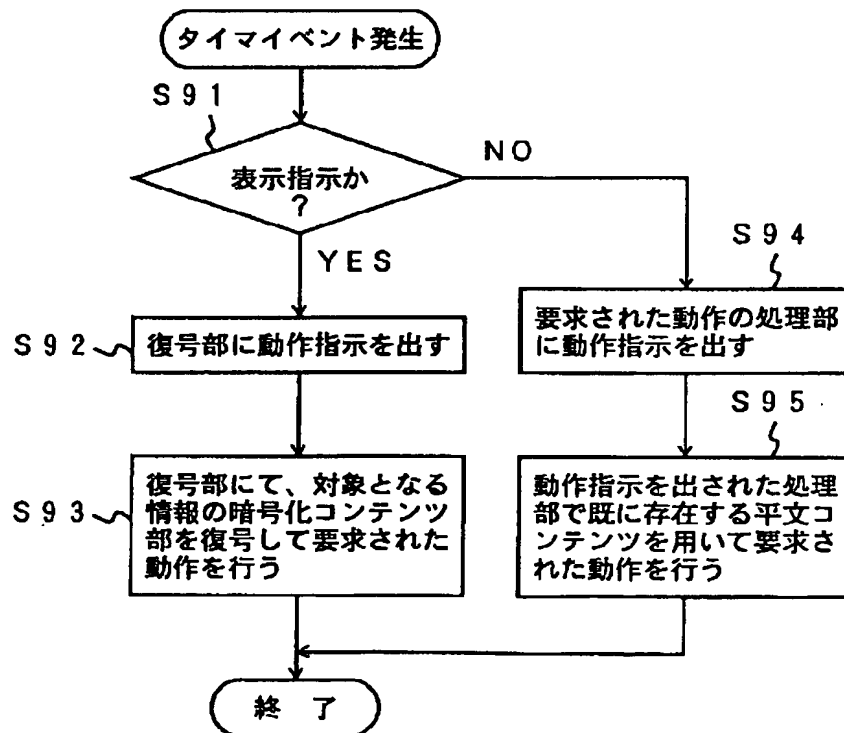 タイマイベント発生
S91
表示指示か
?
NO
YES
S92
復号部に動作指示を出す
S94
要求された動作の処理部
に動作指示を出す
S93
復号部にて、対象となる
情報の暗号化コンテンツ
部を復号して要求された
動作を行う
S95
動作指示を出された処理
部で既に存在する平文コ
ンテンツを用いて要求さ
れた動作を行う
終 了